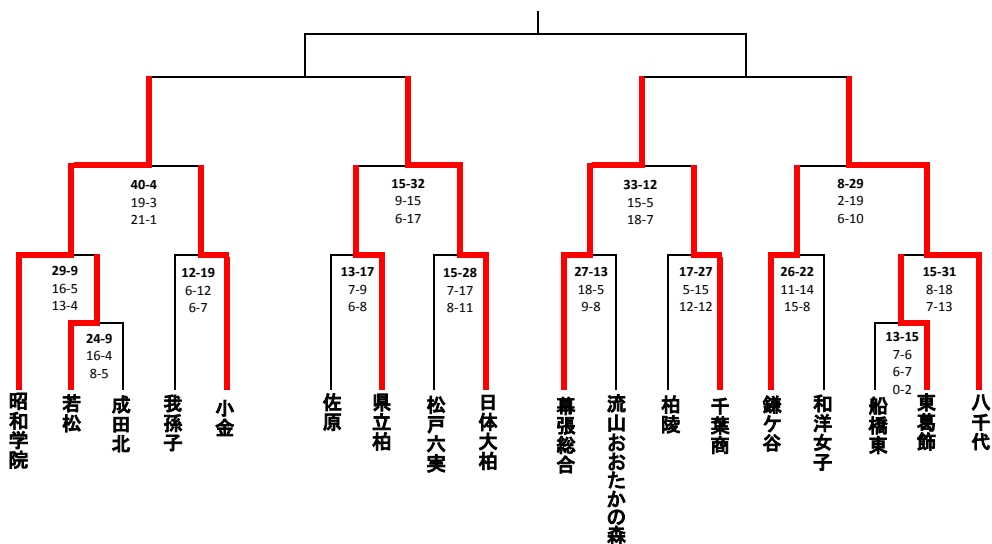 40-4
19-3
21-1
15-32
9-15
6-17
33-12
15-5
18-7
8-29
2-19
6-10
29-9
16-5
13-4
12-19
6-12
6-7
13-17
7-9
6-8
15-28
7-17
8-11
27-13
18-5
9-8
17-27
5-15
12-12
26-22
11-14
15-8
15-31
8-18
7-13
24-9
16-4
8-5
13-15
7-6
6-7
0-2
昭和学院
若松
成田北
我孫子
小金
佐原
県立柏
松戸六実
日体大柏
幕張総合
流山おおたかの森
柏陵
千葉商
鎌ケ谷
和洋女子
船橋東
東葛飾
八千代